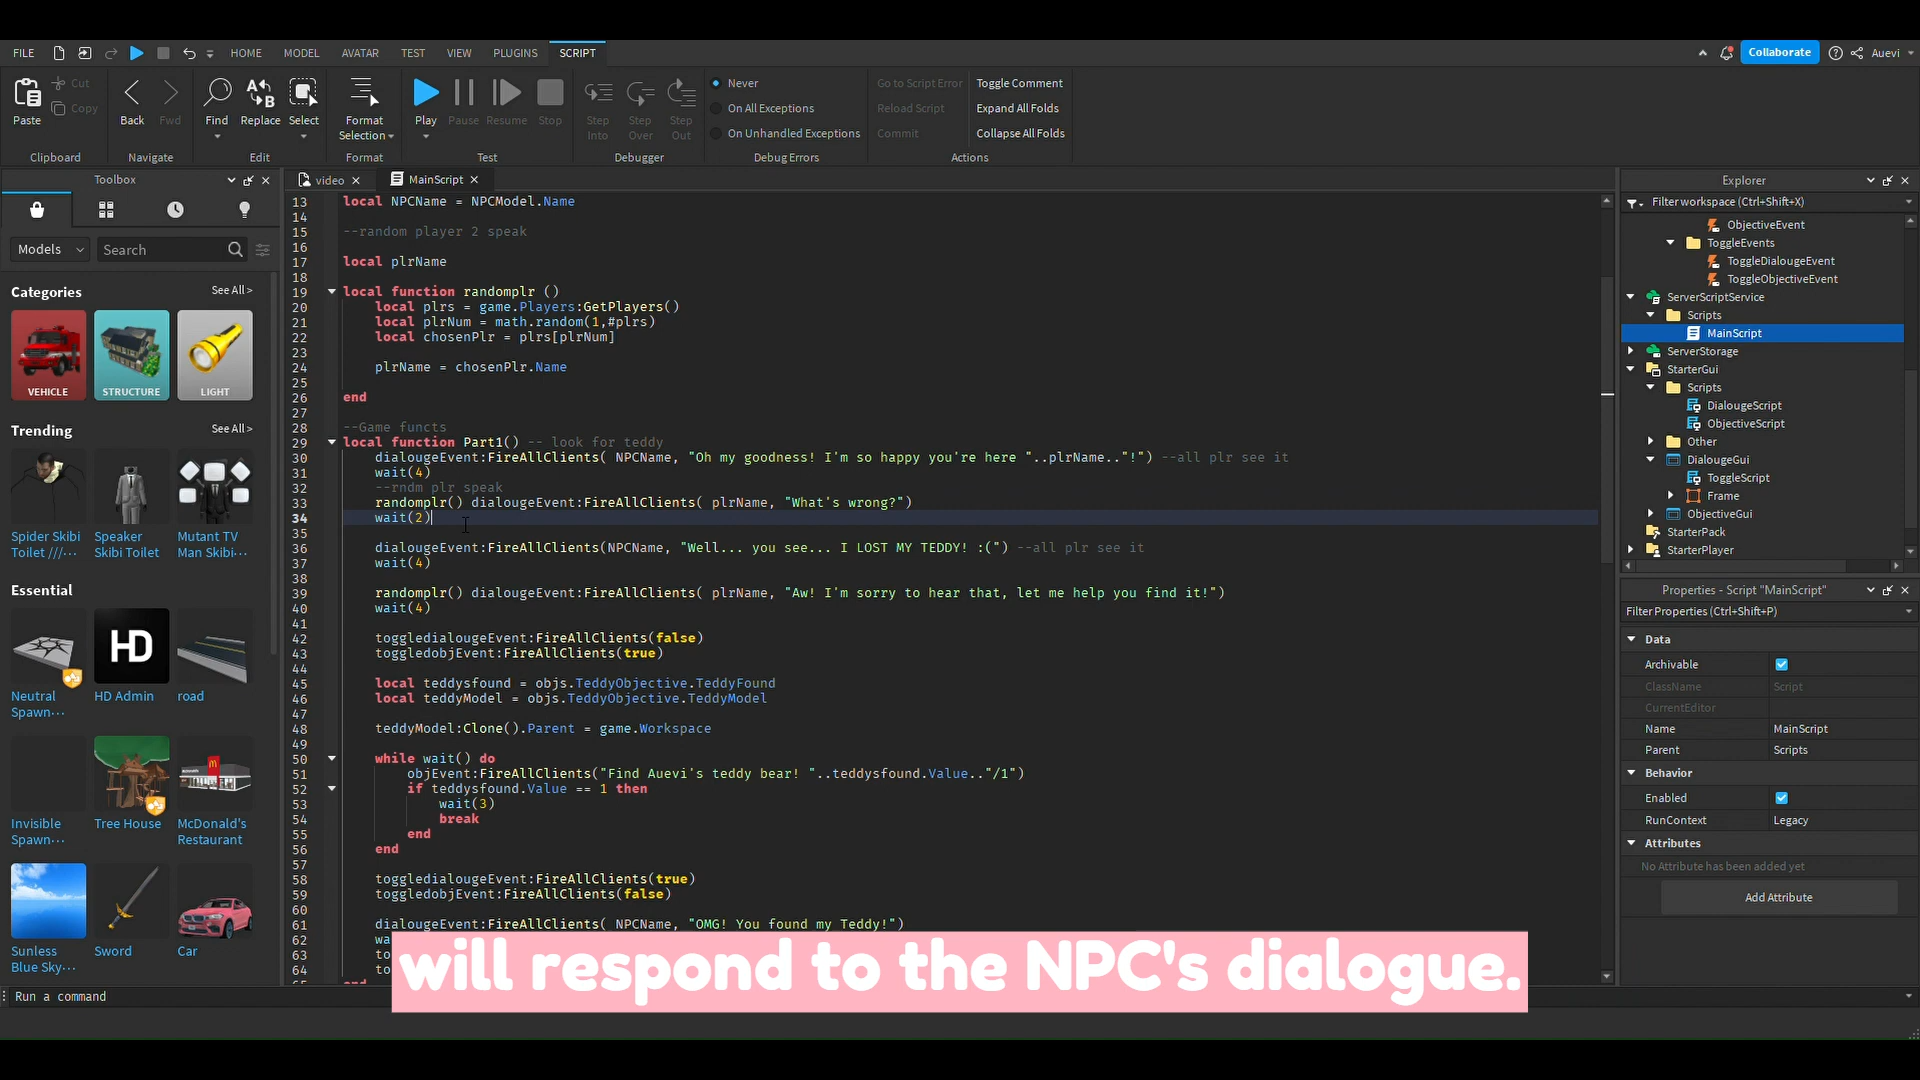 FILE HOME MODEL AVATAR TEST VIEW PLUGINS SCRIPT Collaborate Auevi
Paste Cut Copy Back Fwd Find Replace Select Format Selection Play Pause Resume Stop Step Into Step Over Step Out
Never
On All Exceptions
On Unhandled Exceptions
Go to Script Error
Reload Script
Commit
Toggle Comment
Expand All Folds
Collapse All Folds
Clipboard Navigate Edit Format Test Debugger Debug Errors Actions
Toolbox
Models Search
Categories See All >
VEHICLE STRUCTURE LIGHT
Trending See All >
Spider Skibi Toilet ///···
Speaker Skibi Toilet
Mutant TV Man Skibi···
Essential See All >
HD
Neutral Spawn···
HD Admin
road
Invisible Spawn···
Tree House
McDonald's Restaurant
Sunless Blue Sky···
Sword
Car
Run a command
video MainScript
13 local NPCName = NPCModel.Name
14
15 --random player 2 speak
16
17 local plrName
18
19 local function randomplr ()
20 local plrs = game.Players:GetPlayers()
21 local plrNum = math.random(1,#plrs)
22 local chosenPlr = plrs[plrNum]
23
24 plrName = chosenPlr.Name
25
26 end
27
28 --Game functs
29 local function Part1() -- look for teddy
30 dialougeEvent:FireAllClients( NPCName, "Oh my goodness! I'm so happy you're here "..plrName.."!") --all plr see it
31 wait(4)
32 --rndm plr speak
33 randomplr() dialougeEvent:FireAllClients( plrName, "What's wrong?")
34 wait(2)
35
36 dialougeEvent:FireAllClients(NPCName, "Well... you see... I LOST MY TEDDY! :(") --all plr see it
37 wait(4)
38
39 randomplr() dialougeEvent:FireAllClients( plrName, "Aw! I'm sorry to hear that, let me help you find it!")
40 wait(4)
41
42 toggledialougeEvent:FireAllClients(false)
43 toggledobjEvent:FireAllClients(true)
44
45 local teddysfound = objs.TeddyObjective.TeddyFound
46 local teddyModel = objs.TeddyObjective.TeddyModel
47
48 teddyModel:Clone().Parent = game.Workspace
49
50 while wait() do
51 objEvent:FireAllClients("Find Auevi's teddy bear! "..teddysfound.Value.."/1")
52 if teddysfound.Value == 1 then
53 wait(3)
54 break
55 end
56 end
57
58 toggledialougeEvent:FireAllClients(true)
59 toggledobjEvent:FireAllClients(false)
60
61 dialougeEvent:FireAllClients( NPCName, "OMG! You found my Teddy!")
62 wa
63 to
64 to
will respond to the NPC's dialogue.
Explorer
Filter workspace (Ctrl+Shift+X)
ObjectiveEvent
ToggleEvents
ToggleDialougeEvent
ToggleObjectiveEvent
ServerScriptService
Scripts
MainScript
ServerStorage
StarterGui
Scripts
DialougeScript
ObjectiveScript
Other
DialougeGui
ToggleScript
Frame
ObjectiveGui
StarterPack
StarterPlayer
Properties - Script "MainScript"
Filter Properties (Ctrl+Shift+P)
Data
Archivable
ClassName Script
CurrentEditor
Name MainScript
Parent Scripts
Behavior
Enabled
RunContext Legacy
Attributes
No Attribute has been added yet
Add Attribute